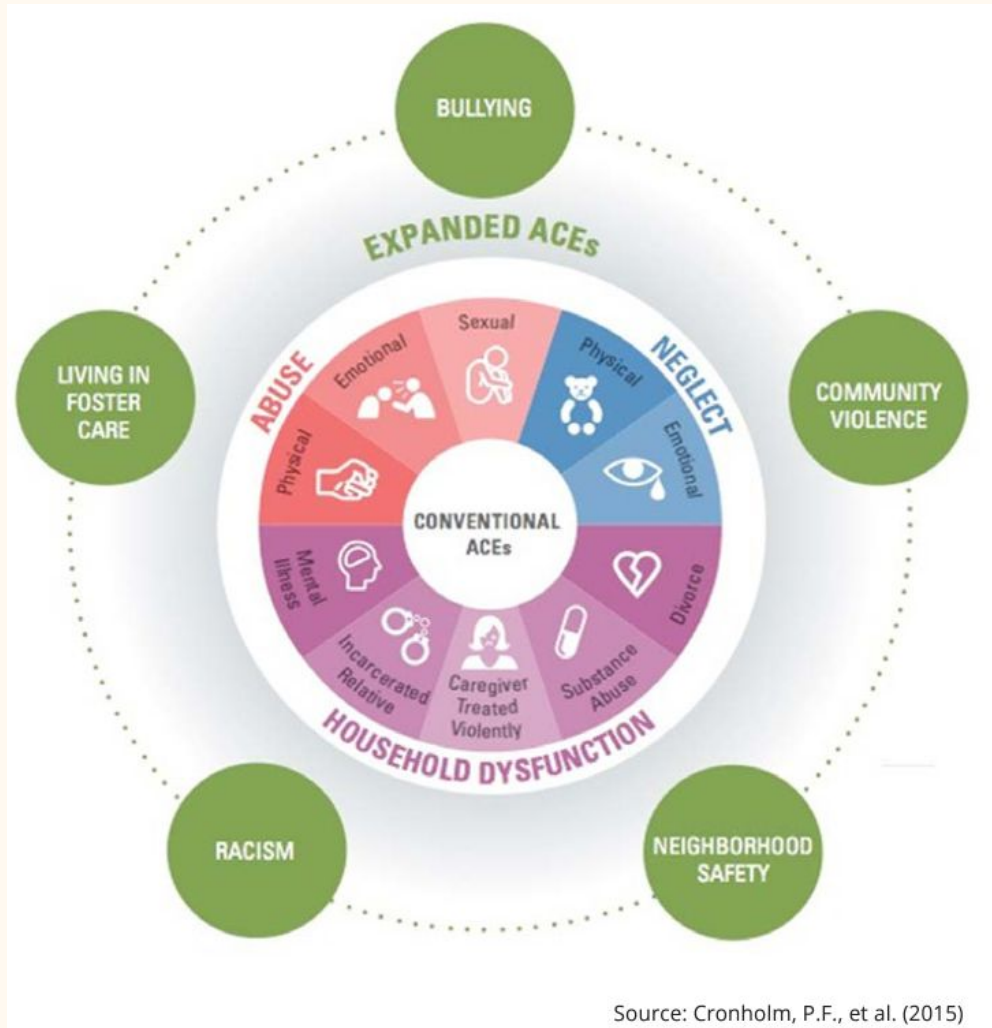 BULLYING
EXPANDED ACEs
LIVING IN
FOSTER
CARE
COMMUNITY
VIOLENCE
ABUSE
Physical
Emotional
Sexual
NEGLECT
Physical
Emotional
CONVENTIONAL
ACEs
Mental
Illness
Incarcerated
Relative
Caregiver
Treated
Violently
Substance
Abuse
Divorce
HOUSEHOLD DYSFUNCTION
RACISM
NEIGHBORHOOD
SAFETY
Source: Cronholm, P.F., et al. (2015)